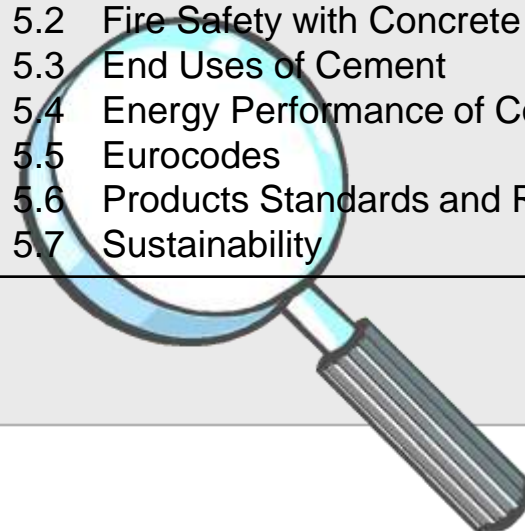 5.2 Fire Safety with Concrete
5.3 End Uses of Cement
5.4 Energy Performance of
5.5 Eurocodes
5.6 Products Standards and
5.7 Sustainability